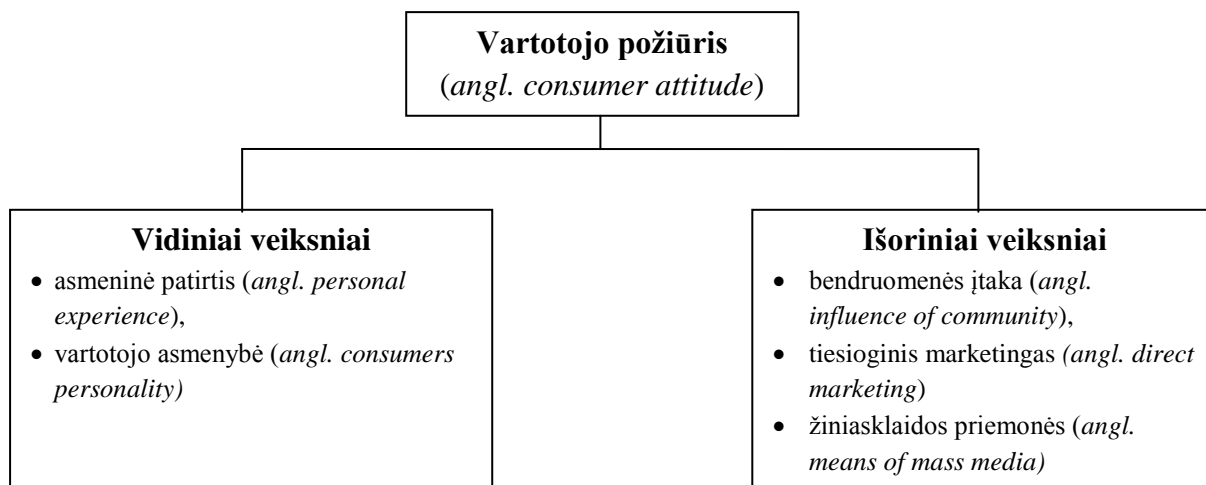 Vartotojo požiūris
(angl. consumer attitude)
Vidiniai veiksniai
• asmeninė patirtis (angl. personal
experience),
• vartotojo asmenybė (angl. consumers
personality)
Išoriniai veiksniai
• bendruomenės įtaka (angl.
influence of community),
• tiesioginis marketingas (angl. direct
marketing)
• žiniasklaidos priemonės (angl.
means of mass media)